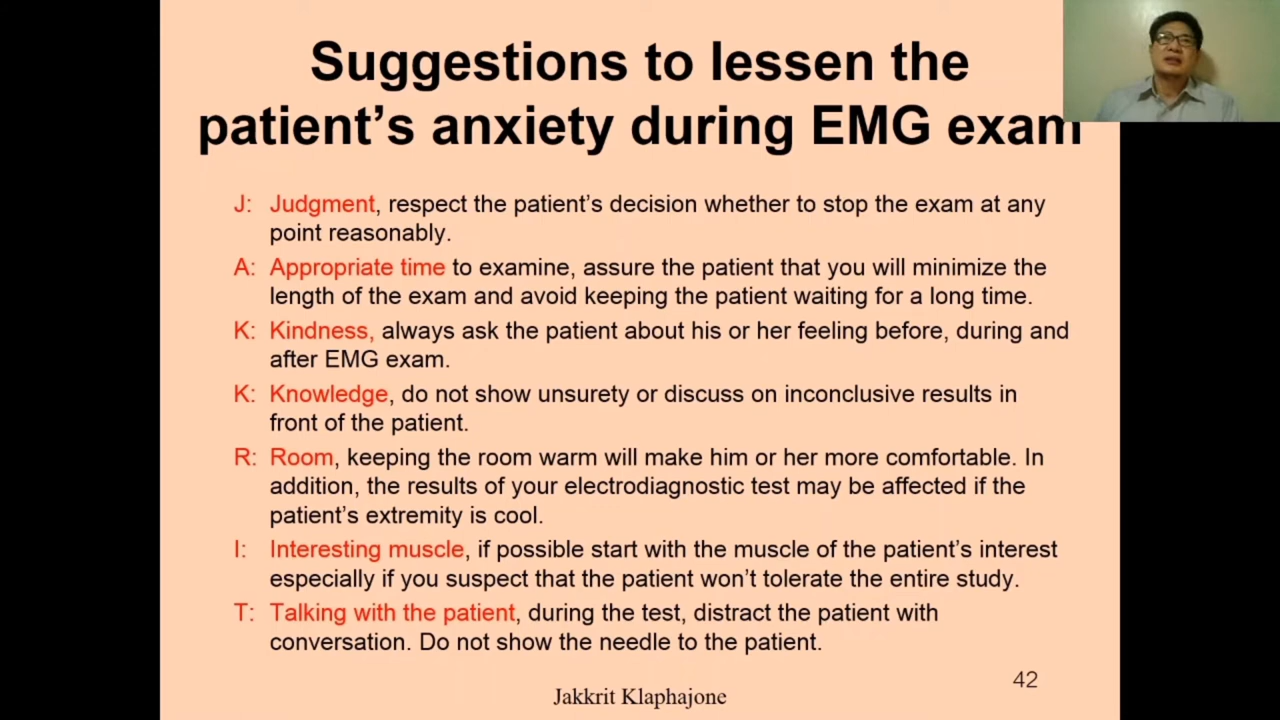 Suggestions to lessen the
patient's anxiety during EMG exam
J: Judgment, respect the patient's decision whether to stop the exam at any
point reasonably.
A: Appropriate time to examine, assure the patient that you will minimize the
length of the exam and avoid keeping the patient waiting for a long time.
K: Kindness, always ask the patient about his or her feeling before, during and
after EMG exam.
K: Knowledge, do not show unsurety or discuss on inconclusive results in
front of the patient.
R: Room, keeping the room warm will make him or her more comfortable. In
addition, the results of your electrodiagnostic test may be affected if the
patient's extremity is cool.
I: Interesting muscle, if possible start with the muscle of the patient's interest
especially if you suspect that the patient won't tolerate the entire study.
T: Talking with the patient, during the test, distract the patient with
conversation. Do not show the needle to the patient.
42
Jakkrit Klaphajone